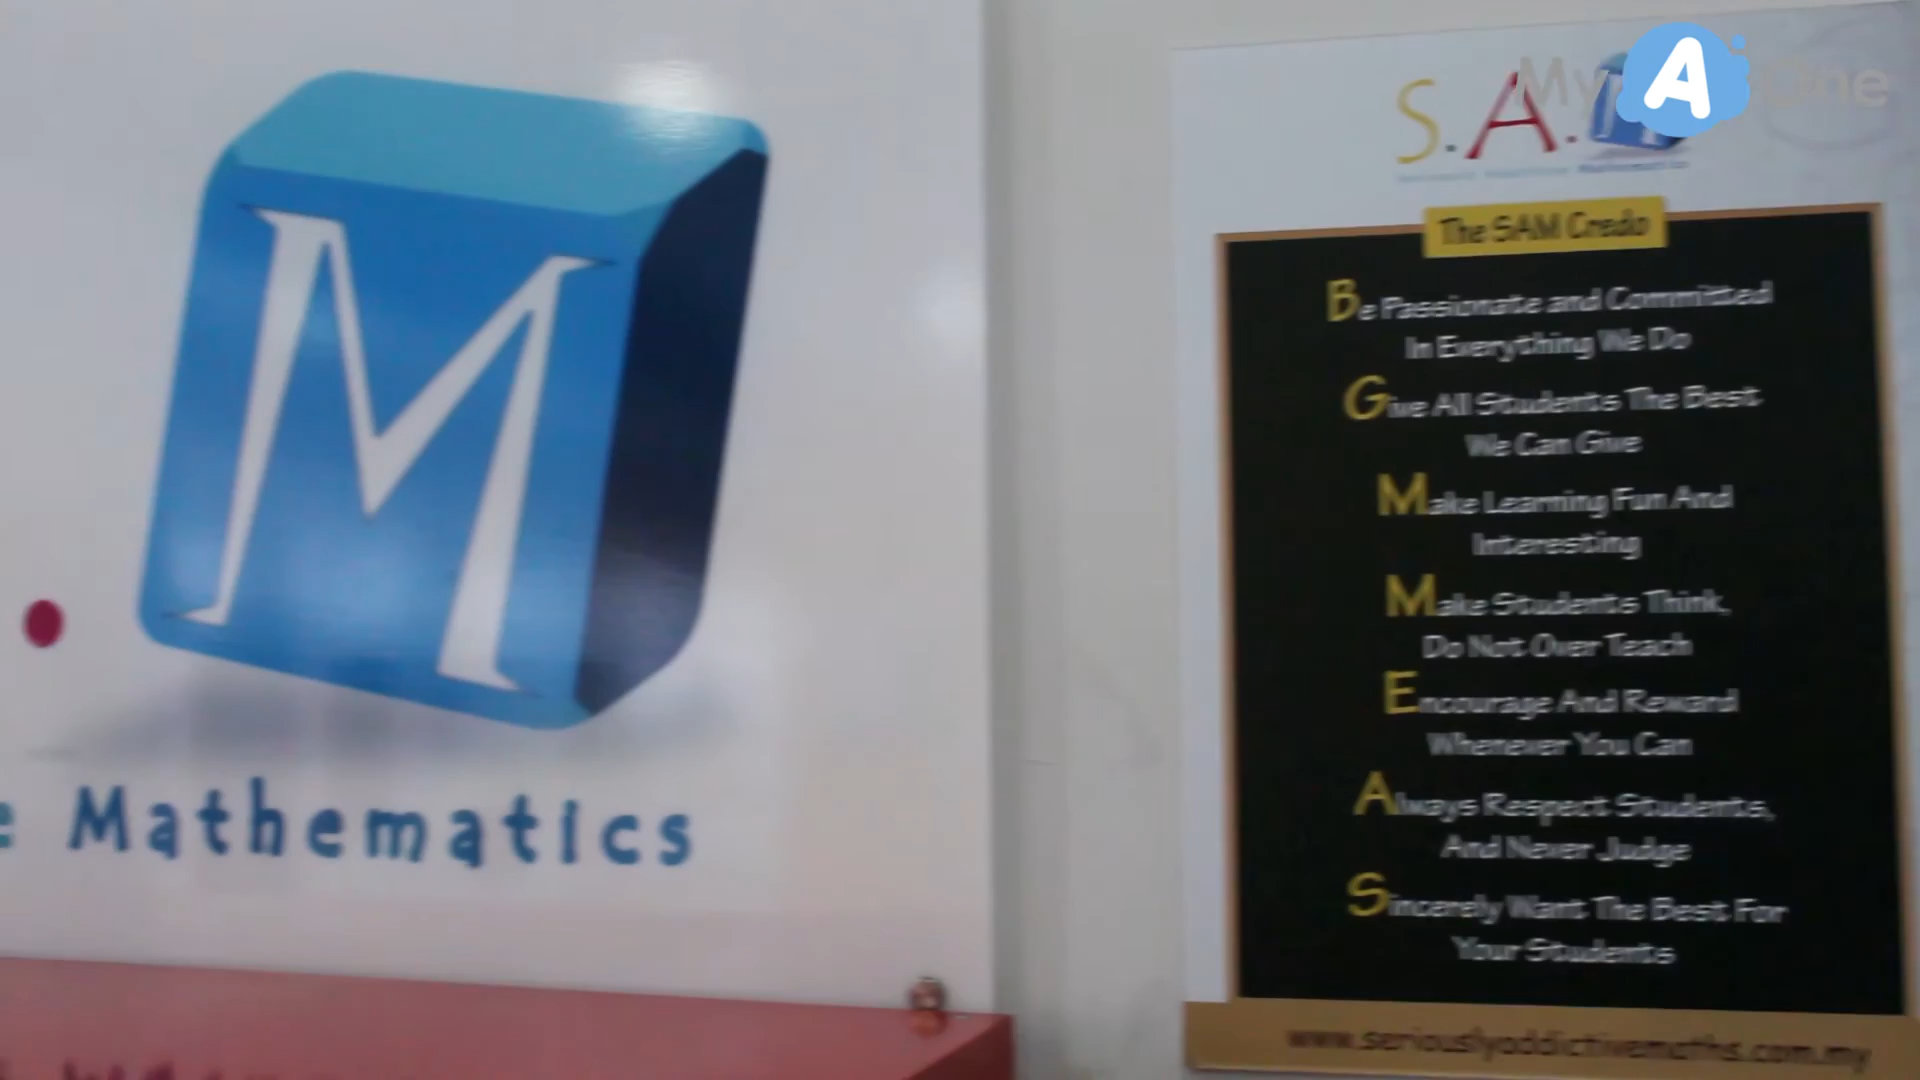 M
Mathematics
S.A.M
The SAM Credo
Be Passionate and Committed
In Everything We Do
Give All Students The Best
We Can Give
Make Learning Fun And
Interesting
Make Students Think,
Do Not Over Teach
Encourage And Reward
Whenever You Can
Always Respect Students,
And Never Judge
Sincerely Want The Best For
Your Students
www.seriouslyaddictivemaths.com.my